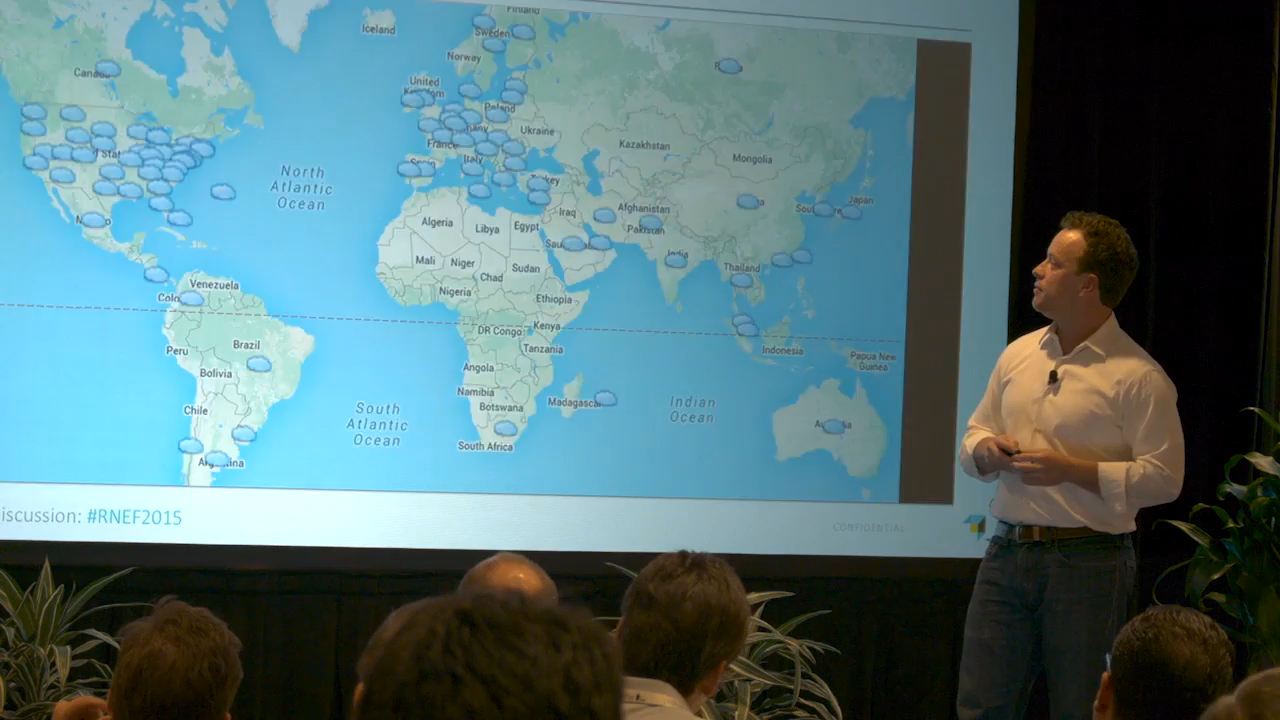 Finland
Iceland
Sweden
Norway
Canada
United
Kingdom
Poland
Ukraine
France
Kazakhstan
Mongolia
Italy
North
Atlantic
Ocean
Turkey
Japan
Iraq
Afghanistan
Algeria
Libya
Egypt
Pakistan
India
Mali
Niger
Chad
Sudan
Thailand
Venezuela
Nigeria
Ethiopia
DR Congo
Kenya
Brazil
Peru
Tanzania
Indonesia
Papua New
Guinea
Bolivia
Angola
Namibia
Botswana
Madagascar
Chile
South
Atlantic
Ocean
Indian
Ocean
South Africa
Argentina
iscussion: #RNEF2015
CONFIDENTIAL